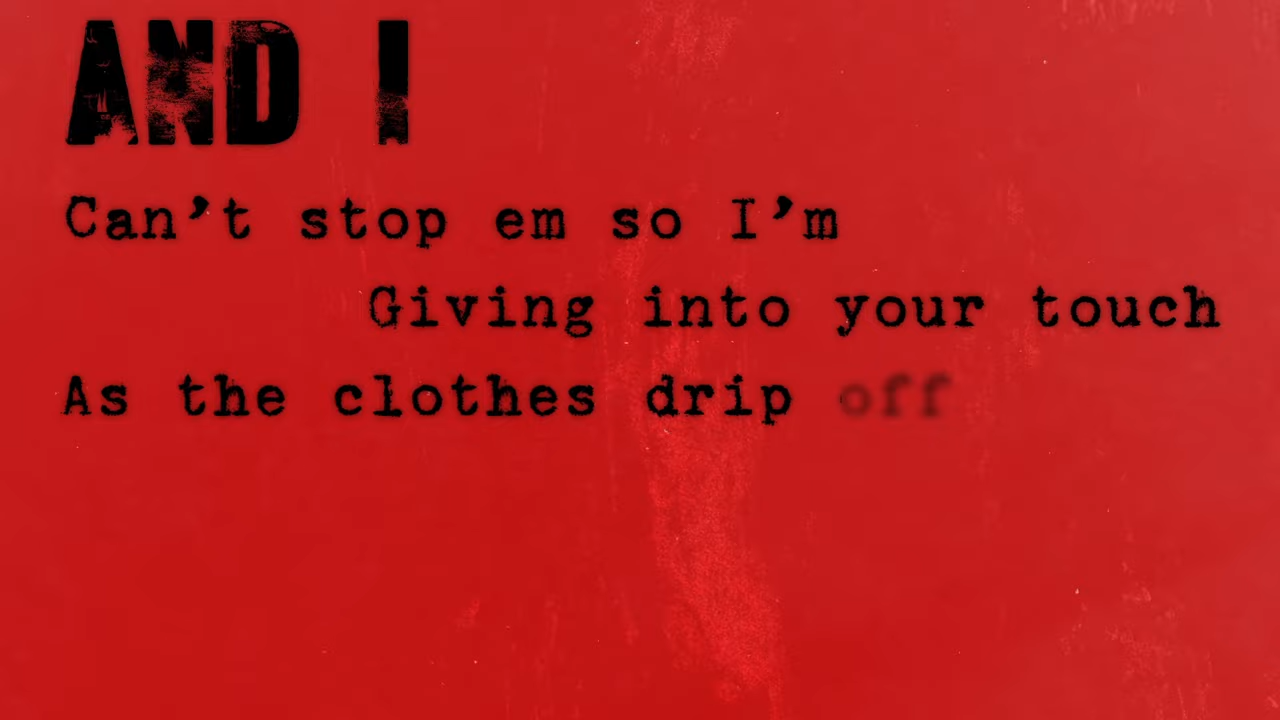 AND I
Can't stop em so I'm
Giving into your touch
As the clothes drip off